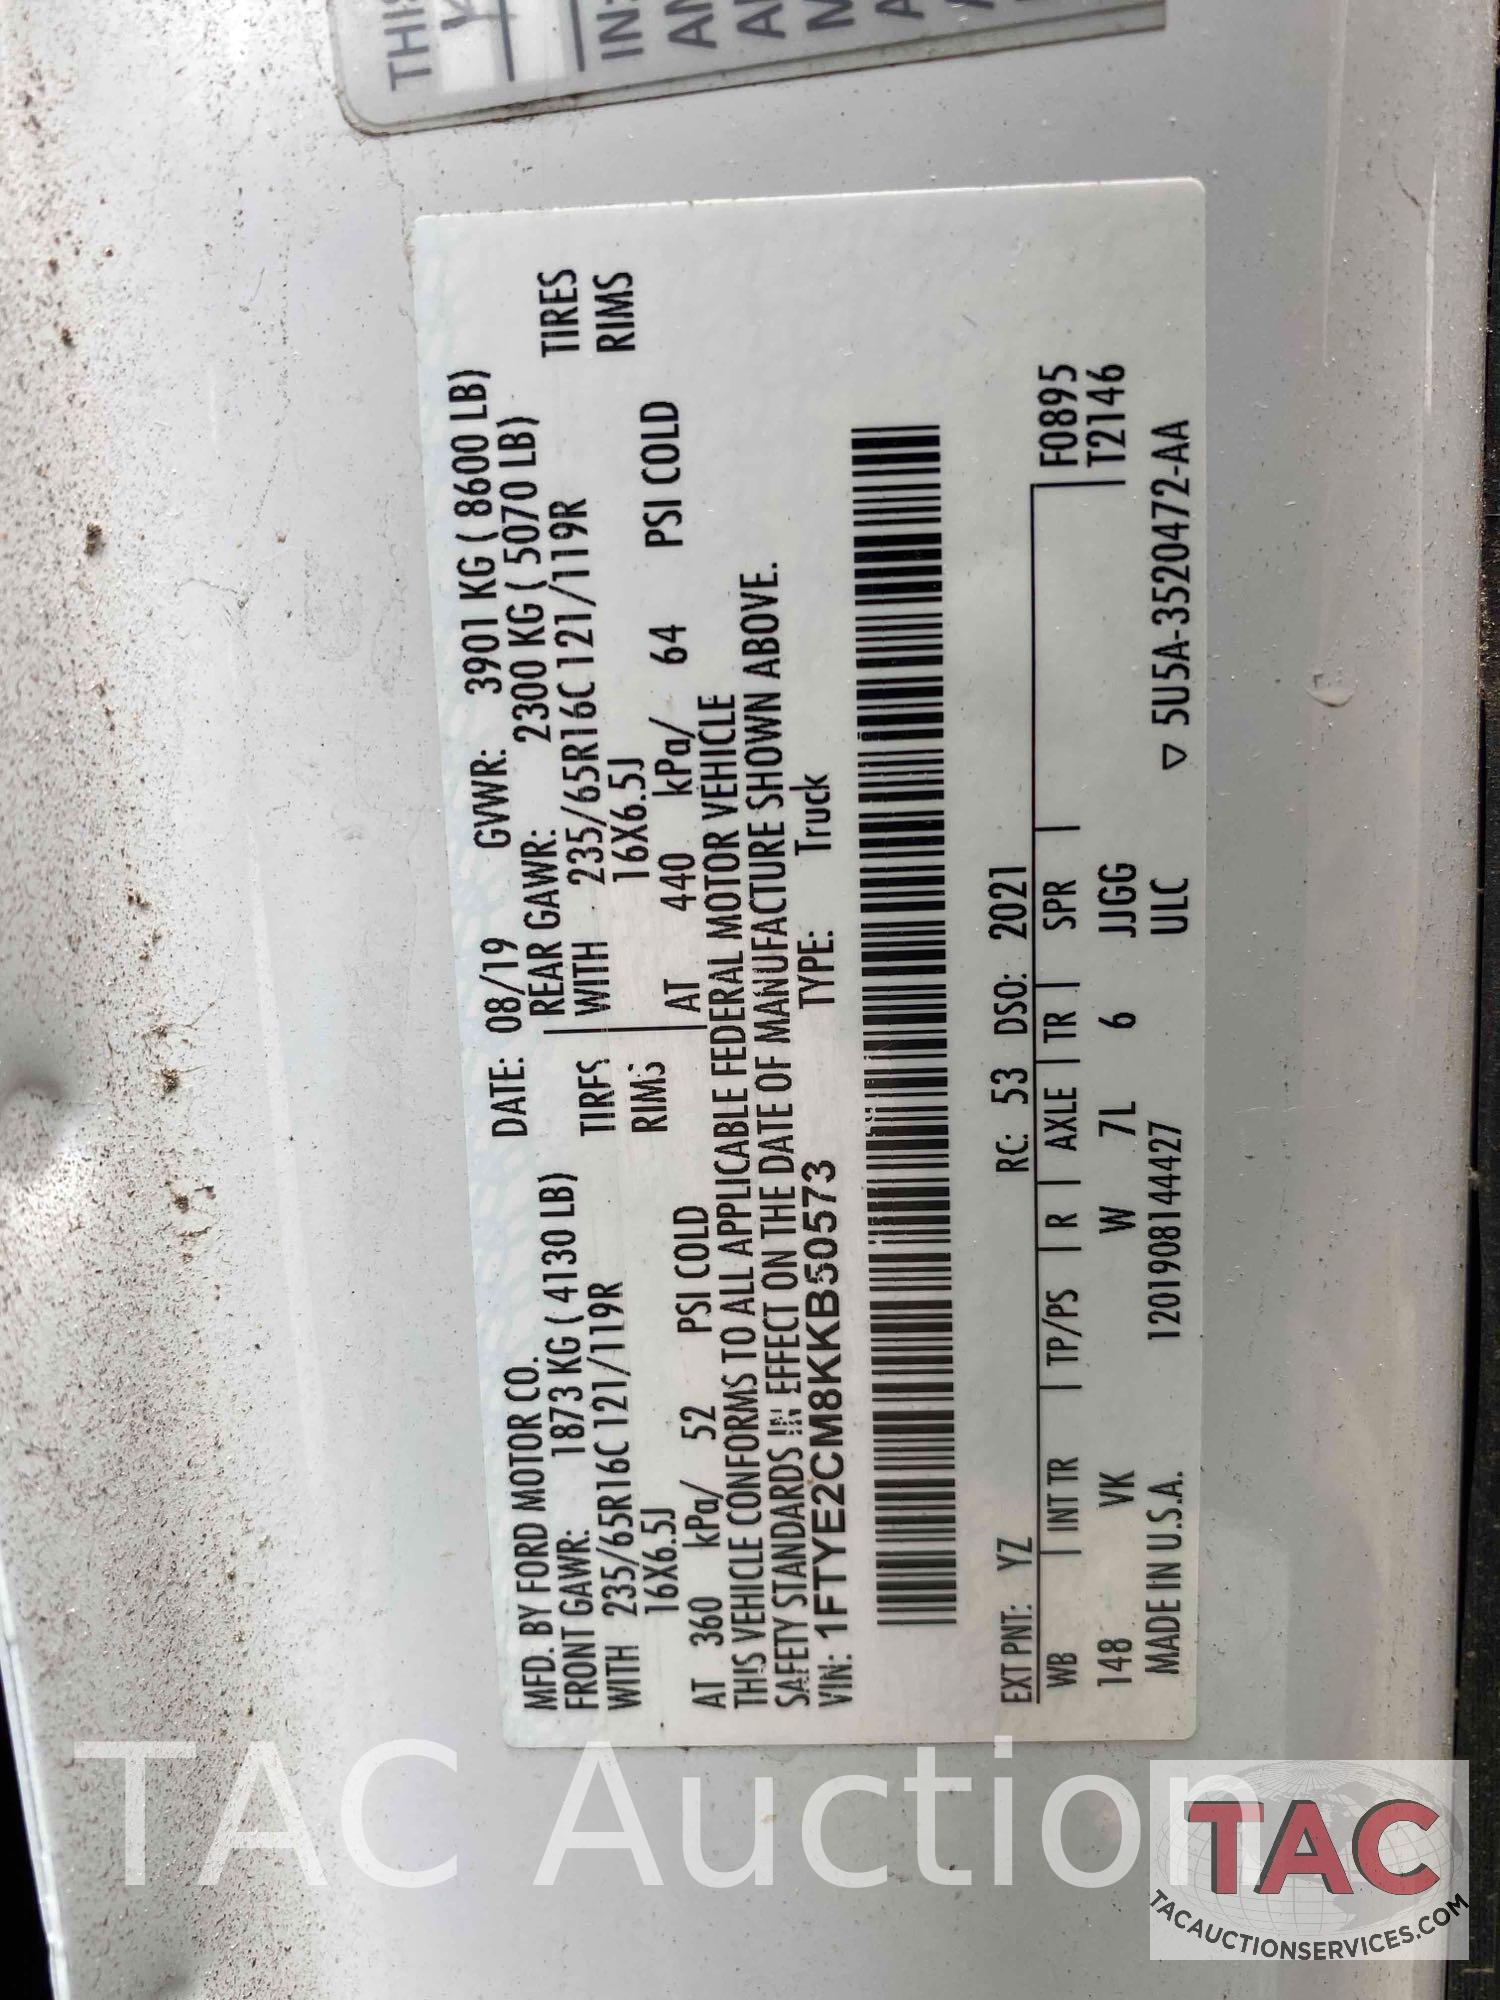 MFD. BY FORD MOTOR CO. DATE: 08/19 GVWR: 3901 KG ( 8600 LB)
FRONT GAWR: 1873 KG ( 4130 LB) REAR GAWR: 2300 KG ( 5070 LB)
WITH 235/65R16C 121/119R TIRES WITH 235/65R16C 121/119R TIRES
16X6.5J RIMS 16X6.5J RIMS
AT 360 kPa/ 52 PSI COLD AT 440 kPa/ 64 PSI COLD
THIS VEHICLE CONFORMS TO ALL APPLICABLE FEDERAL MOTOR VEHICLE
SAFETY STANDARDS IN EFFECT ON THE DATE OF MANUFACTURE SHOWN ABOVE.
VIN: 1FTYE2CM8KKB50573 TYPE: Truck
EXT PNT: YZ RC: 53 DSO: 2021
WB | INT TR | TP/PS | R | AXLE | TR | SPR | F0895
148 VK W 7L 6 JJGG T2146
MADE IN U.S.A. 1201908144427 ULC ▽ 5U5A-3520472-AA
IN:
TAC Auction
TAC
TACAUCTIONSERVICES.COM